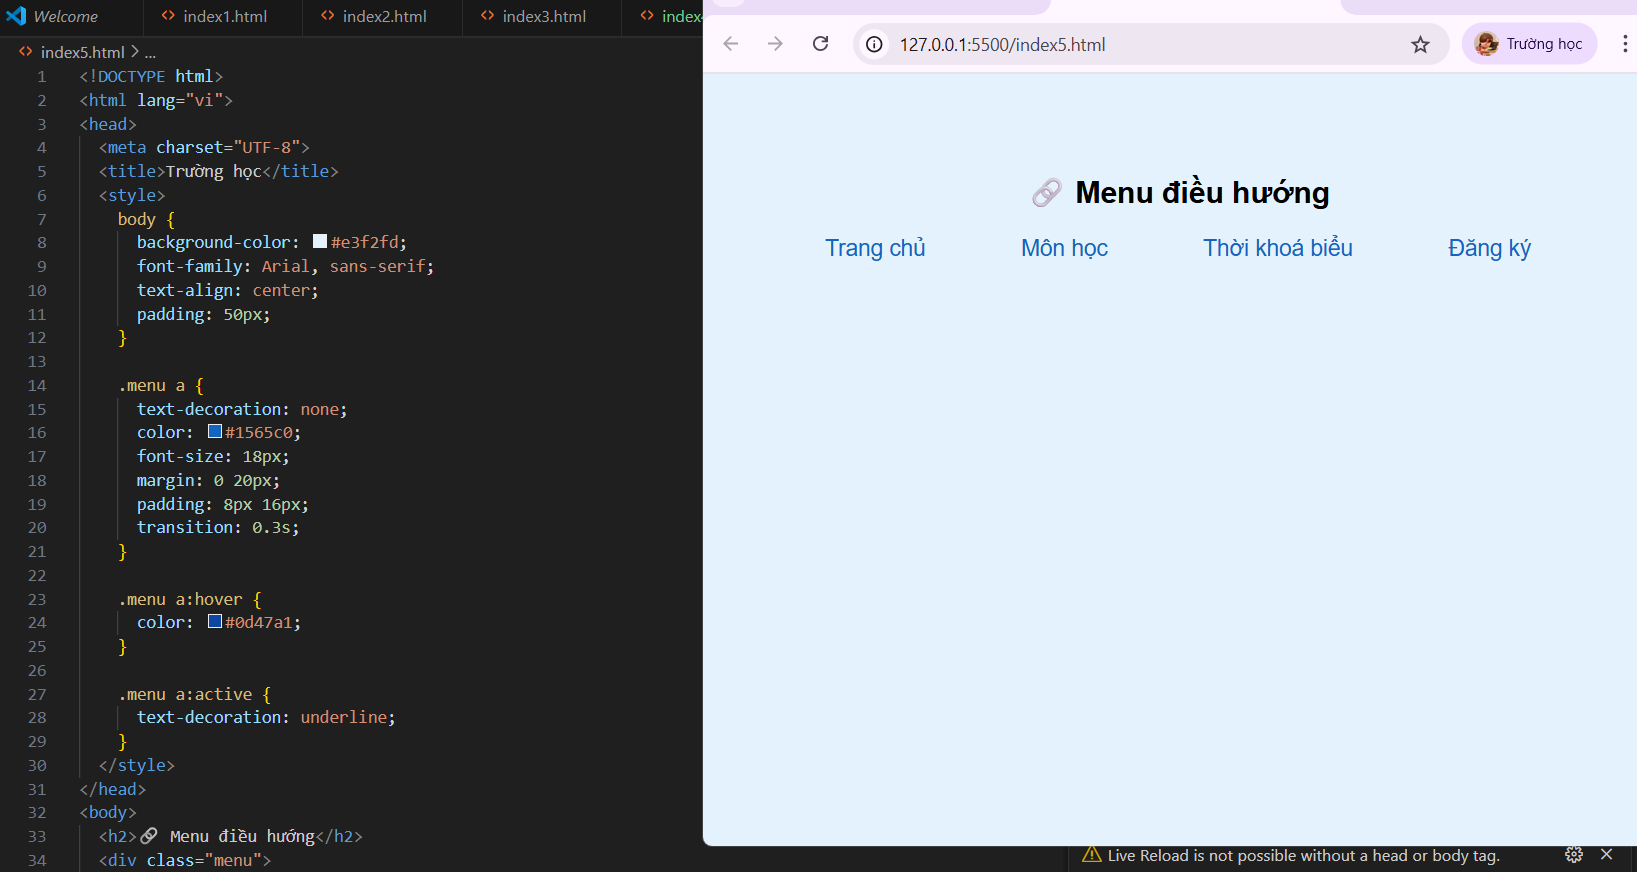 Welcome
index1.html
index2.html
index3.html
index
index5.html > ...
1 <!DOCTYPE html>
2 <html lang="vi">
3 <head>
4 <meta charset="UTF-8">
5 <title>Trường học</title>
6 <style>
7 body {
8 background-color: #e3f2fd;
9 font-family: Arial, sans-serif;
10 text-align: center;
11 padding: 50px;
12 }
13
14 .menu a {
15 text-decoration: none;
16 color: #1565c0;
17 font-size: 18px;
18 margin: 0 20px;
19 padding: 8px 16px;
20 transition: 0.3s;
21 }
22
23 .menu a:hover {
24 color: #0d47a1;
25 }
26
27 .menu a:active {
28 text-decoration: underline;
29 }
30 </style>
31 </head>
32 <body>
33 <h2>🔗 Menu điều hướng</h2>
34 <div class="menu">
127.0.0.1:5500/index5.html
Trường học
🔗 Menu điều hướng
Trang chủ Môn học Thời khoá biểu Đăng ký
Live Reload is not possible without a head or body tag.